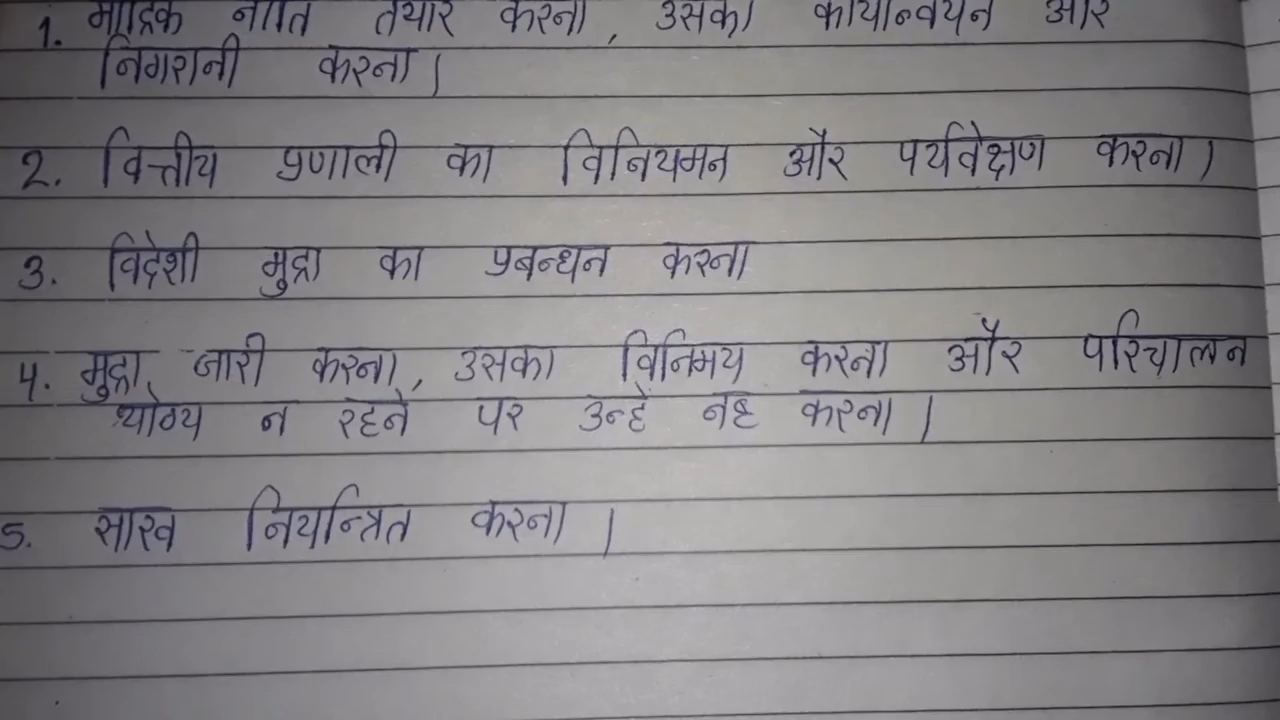 1. मौद्रिक नीति तैयार करना, उसका कार्यान्वयन और
निगरानी करना।
2. वित्तीय प्रणाली का विनियमन और पर्यवेक्षण करना।
3. विदेशी मुद्रा का प्रबन्धन करना
4. मुद्रा, जारी करना, उसका विनिमय करना और परिचालन
योग्य न रहने पर उन्हें नष्ट करना।
5. साख नियन्त्रित करना।